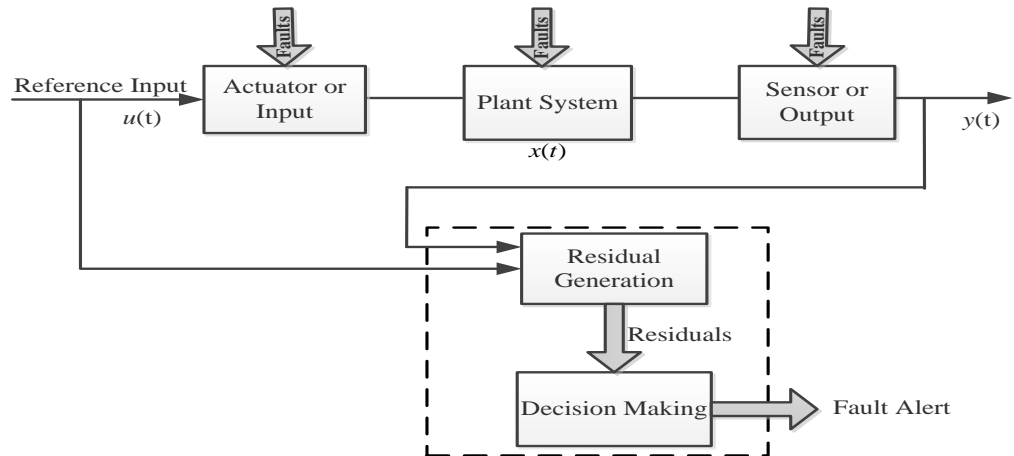 Faults
Faults
Faults
Reference Input
u(t)
Actuator or
Input
Plant System
x(t)
Sensor or
Output
y(t)
Residual
Generation
Residuals
Decision Making
Fault Alert